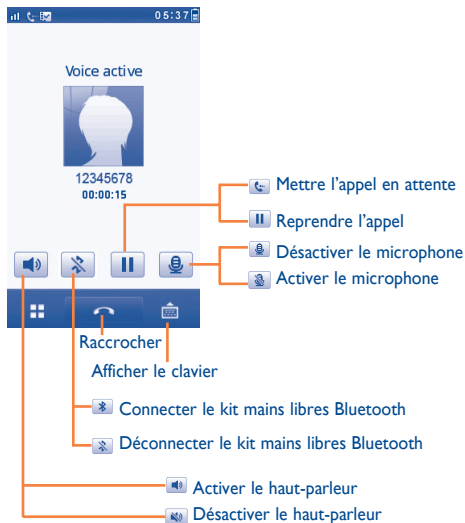 05:37
Voice active
12345678
00:00:15
Mettre l'appel en attente
Reprendre l'appel
Désactiver le microphone
Activer le microphone
Raccrocher
Afficher le clavier
Connecter le kit mains libres Bluetooth
Déconnecter le kit mains libres Bluetooth
Activer le haut-parleur
Désactiver le haut-parleur